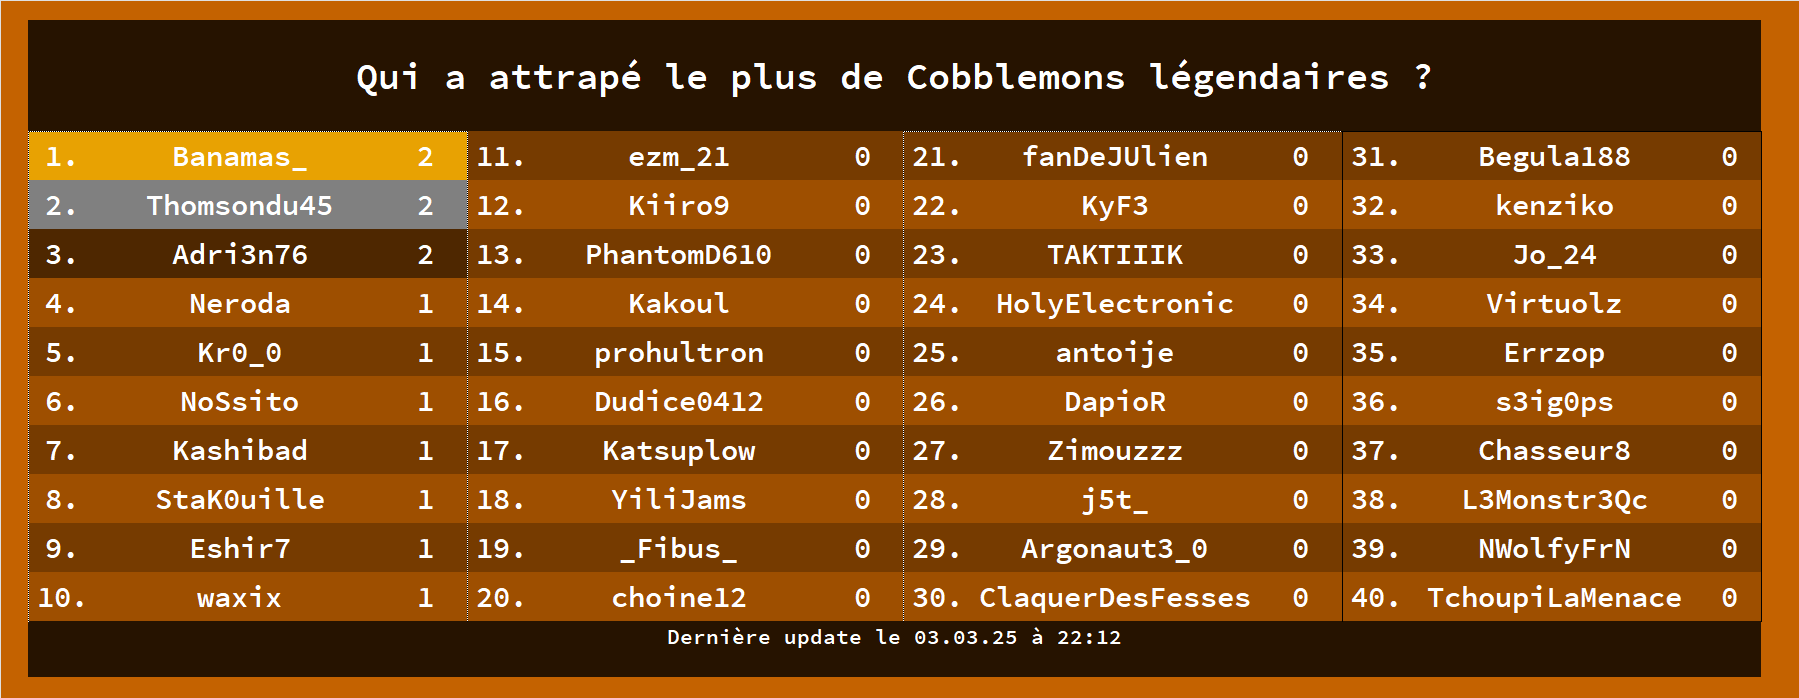 Qui a attrapé le plus de Cobblemons légendaires ?
1. Banamas_ 2
2. Thomsondu45 2
3. Adri3n76 2
4. Neroda 1
5. Kr0_0 1
6. NoSsito 1
7. Kashibad 1
8. StaK0uille 1
9. Eshir7 1
10. waxix 1
11. ezm_21 0
12. Kiiro9 0
13. PhantomD610 0
14. Kakoul 0
15. prohultron 0
16. Dudice0412 0
17. Katsuplow 0
18. YiliJams 0
19. _Fibus_ 0
20. choine12 0
21. fanDeJUlien 0
22. KyF3 0
23. TAKTIIIK 0
24. HolyElectronic 0
25. antoije 0
26. DapioR 0
27. Zimouzzz 0
28. j5t_ 0
29. Argonaut3_0 0
30. ClaquerDesFesses 0
31. Begula188 0
32. kenziko 0
33. Jo_24 0
34. Virtuolz 0
35. Errzop 0
36. s3ig0ps 0
37. Chasseur8 0
38. L3Monstr3Qc 0
39. NWolfyFrN 0
40. TchoupiLaMenace 0
Dernière update le 03.03.25 à 22:12